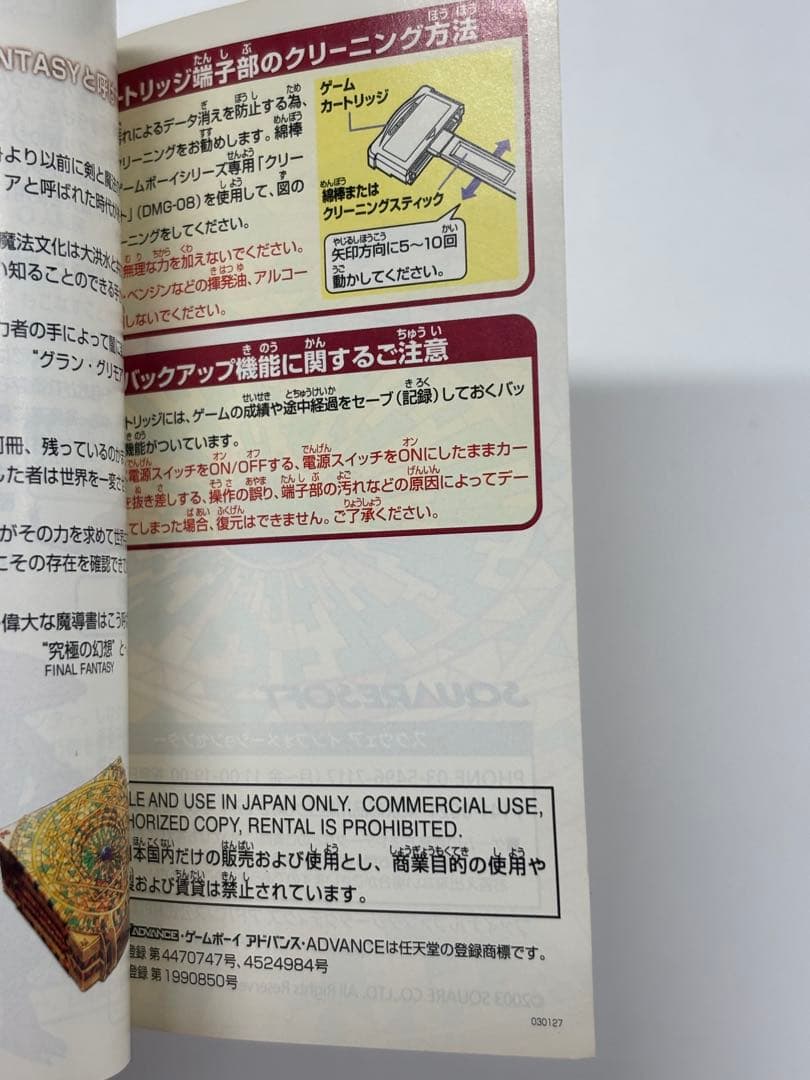 NTASYと呼
より以前に剣と魔法
アと呼ばれた時代が
魔法文化は大洪水と
い知ることのできる手
力者の手によって
“グラン・グリモア
可冊、残っているのか
した者は世界を一変さ
がその力を求めて世
こその存在を確認でき
偉大な魔導書はこう呼
“究極の幻想”と
FINAL FANTASY
ートリッジ端子部のクリーニング方法
れによるデータ消えを防止する為、
クリーニングをお勧めします。綿棒
ゲームボーイシリーズ専用「クリー
ト」(DMG-08)を使用して、図の
ーニングをしてください。
無理な力を加えないでください。
・ベンジンなどの揮発油、アルコー
しないでください。
ゲーム
カートリッジ
綿棒または
クリーニングスティック
矢印方向に5〜10回
動かしてください。
バックアップ機能に関するご注意
トリッジには、ゲームの成績や途中経過をセーブ(記録)しておくバッ
機能がついています。
電源スイッチをON/OFFする、電源スイッチをONにしたままカー
を抜き差しする、操作の誤り、端子部の汚れなどの原因によってデー
てしまった場合、復元はできません。ご了承ください。
LE AND USE IN JAPAN ONLY. COMMERCIAL USE,
HORIZED COPY, RENTAL IS PROHIBITED.
本国内だけの販売および使用とし、商業目的の使用や
製および賃貸は禁止されています。
ADVANCE・ゲームボーイ アドバンス・ADVANCEは任天堂の登録商標です。
登録 第4470747号、4524984号
登録 第1990850号
030127